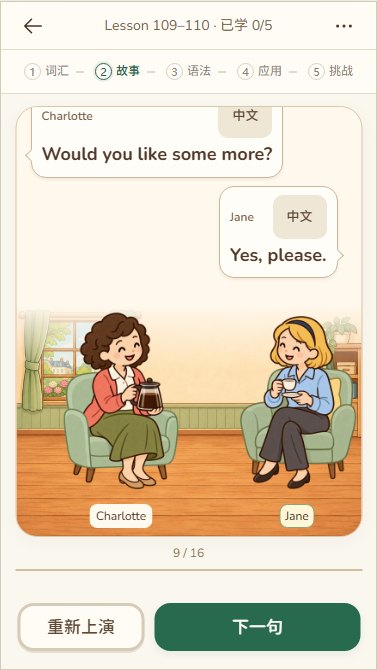 Lesson 109–110 · 已学 0/5
1 词汇 2 故事 3 语法 4 应用 5 挑战
Charlotte 中文
Would you like some more?
Jane 中文
Yes, please.
Charlotte Jane
9 / 16
重新上演 下一句